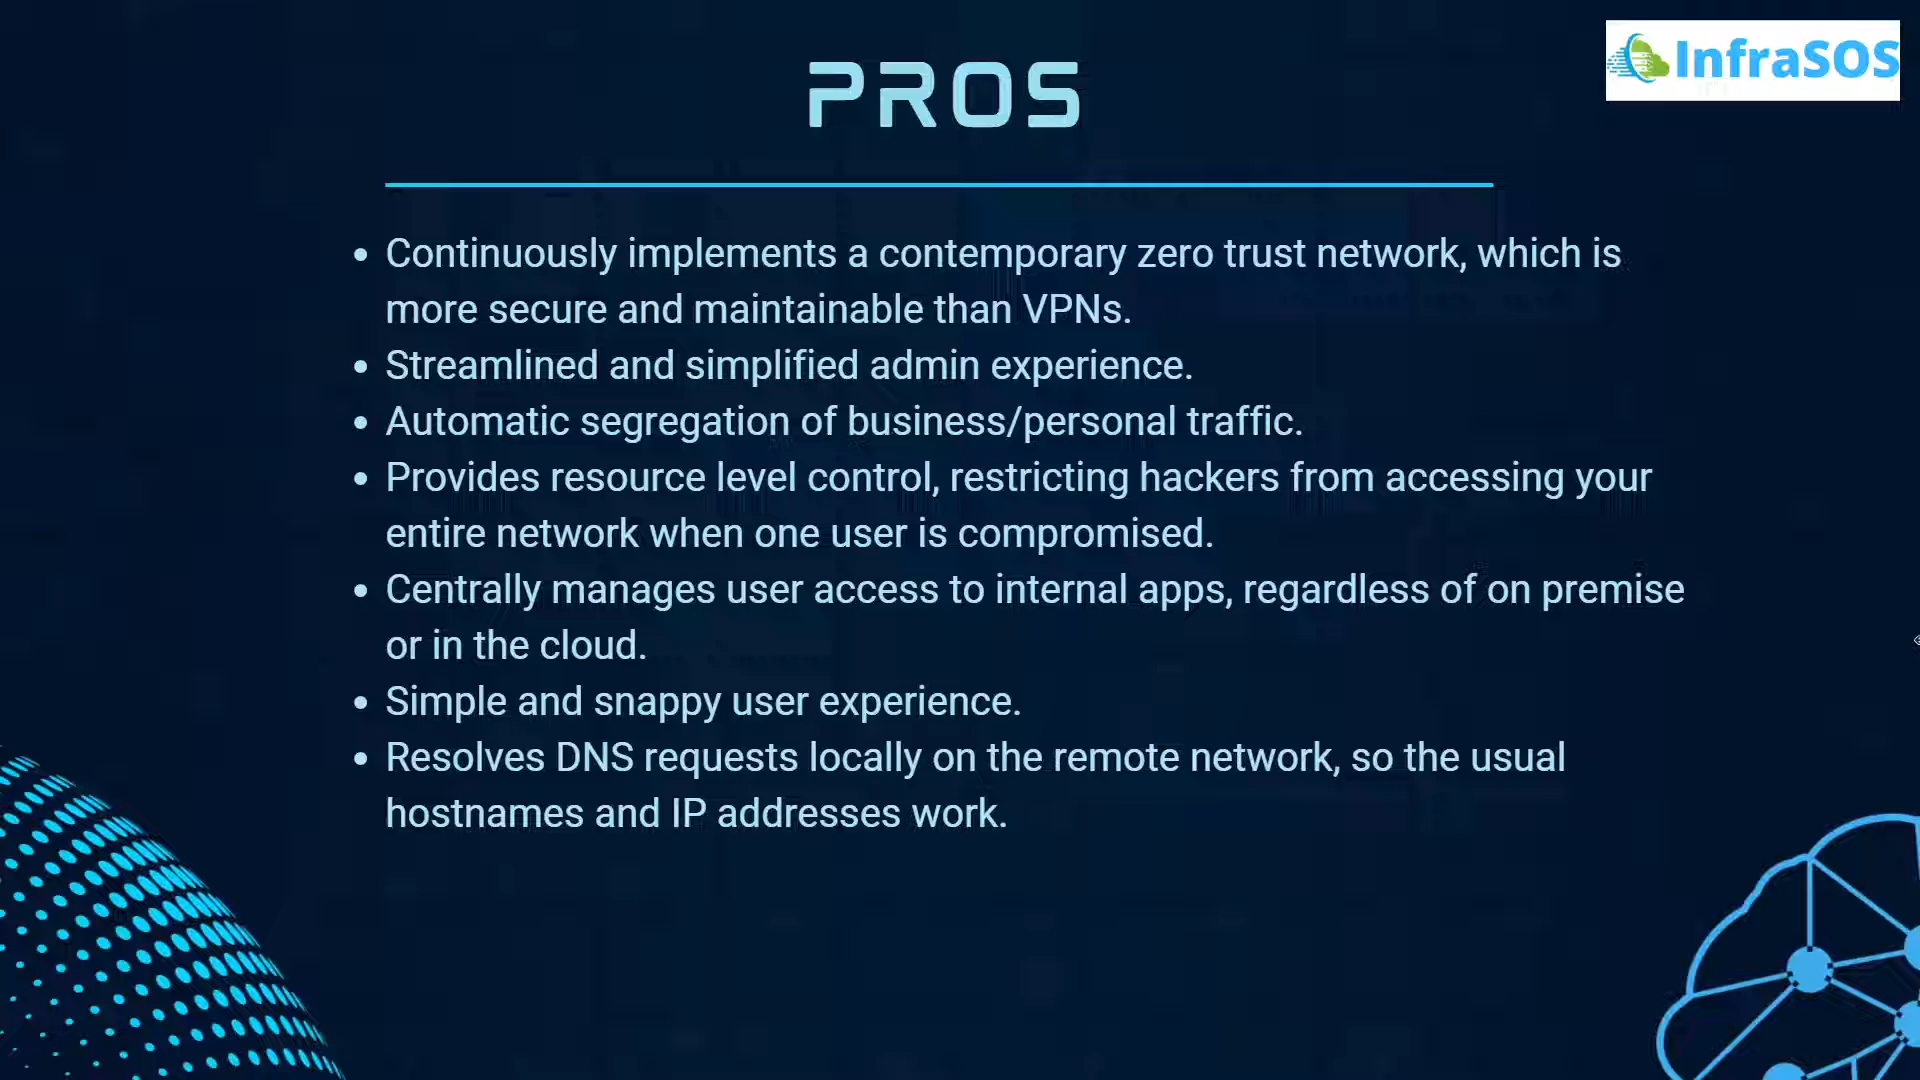 InfraSOS
PROS
• Continuously implements a contemporary zero trust network, which is
more secure and maintainable than VPNs.
• Streamlined and simplified admin experience.
• Automatic segregation of business/personal traffic.
• Provides resource level control, restricting hackers from accessing your
entire network when one user is compromised.
• Centrally manages user access to internal apps, regardless of on premise
or in the cloud.
• Simple and snappy user experience.
• Resolves DNS requests locally on the remote network, so the usual
hostnames and IP addresses work.